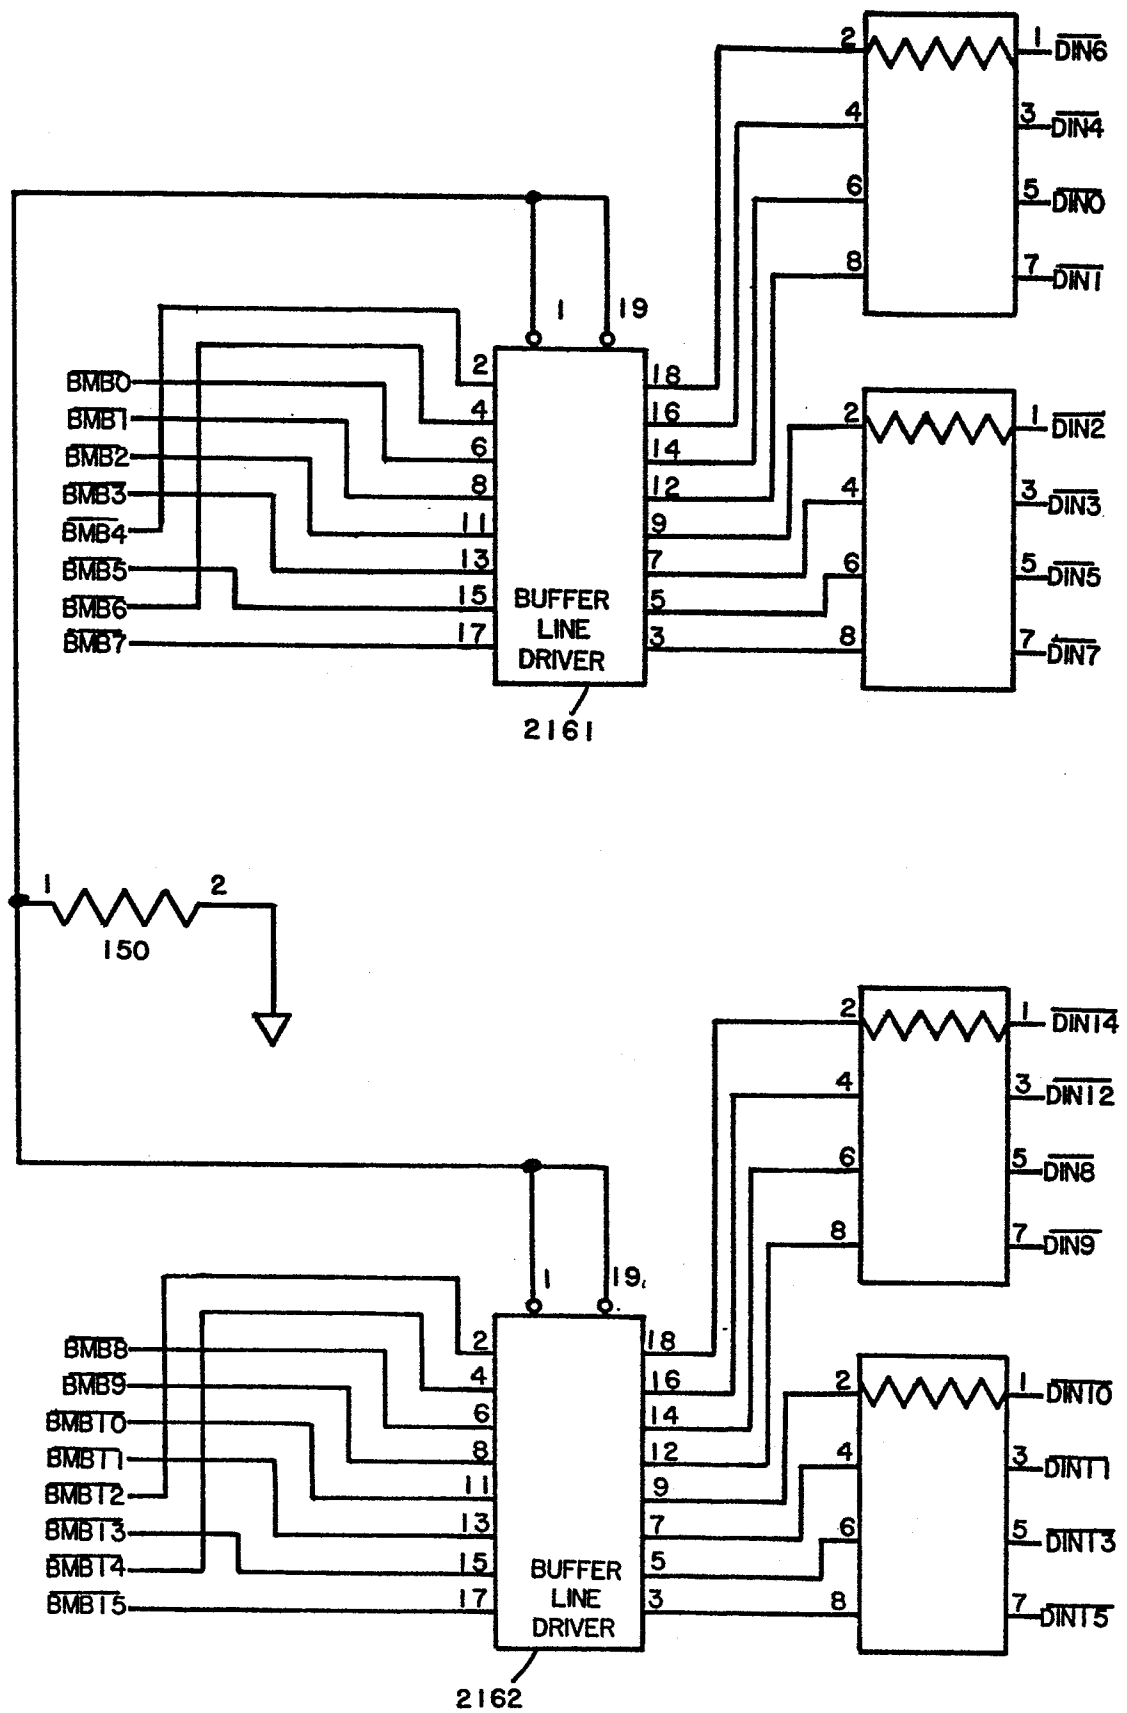 2 1 DIN6
4 3 DIN4
6 5 DIN0
8 7 DIN1
1 19
2 18
BMB0 4 16
BMB1 6 14
BMB2 8 12
BMB3 11 9
BMB4 13 7
BMB5 15 5
BMB6 17 3
BMB7
BUFFER
LINE
DRIVER
2161
2 1 DIN2
4 3 DIN3
6 5 DIN5
8 7 DIN7
1 2
150
2 1 DIN14
4 3 DIN12
6 5 DIN8
8 7 DIN9
1 19
2 18
BMB8 4 16
BMB9 6 14
BMB10 8 12
BMB11 11 9
BMB12 13 7
BMB13 15 5
BMB14 17 3
BMB15
BUFFER
LINE
DRIVER
2162
2 1 DIN10
4 3 DIN11
6 5 DIN13
8 7 DIN15